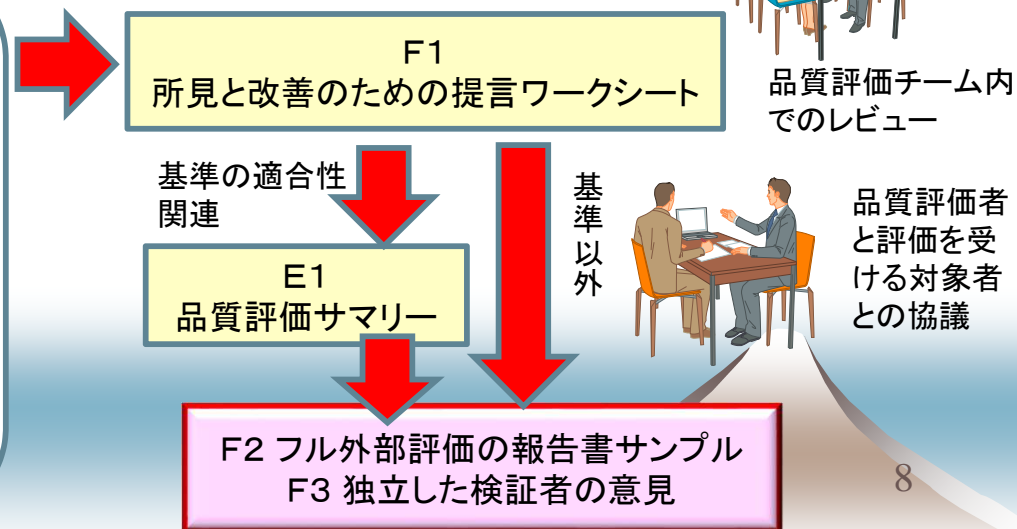 F1
所見と改善のための提言ワークシート
品質評価チーム内
でのレビュー
基準の適合性
関連
基準以外
品質評価者
と評価を受
ける対象者
との協議
E1
品質評価サマリー
F2 フル外部評価の報告書サンプル
F3 独立した検証者の意見
8